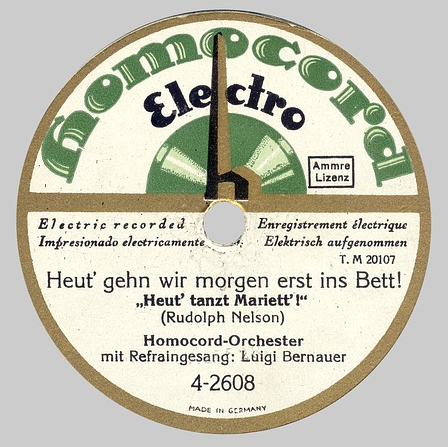 homocord
Electro
Ammre
Lizenz
Electric recorded Enregistrement électrique
Impresionado electricamente Elektrisch aufgenommen
T. M 20107
Heut' gehn wir morgen erst ins Bett!
„Heut' tanzt Mariett'!"
(Rudolph Nelson)
Homocord-Orchester
mit Refraingesang: Luigi Bernauer
4-2608
MADE IN GERMANY